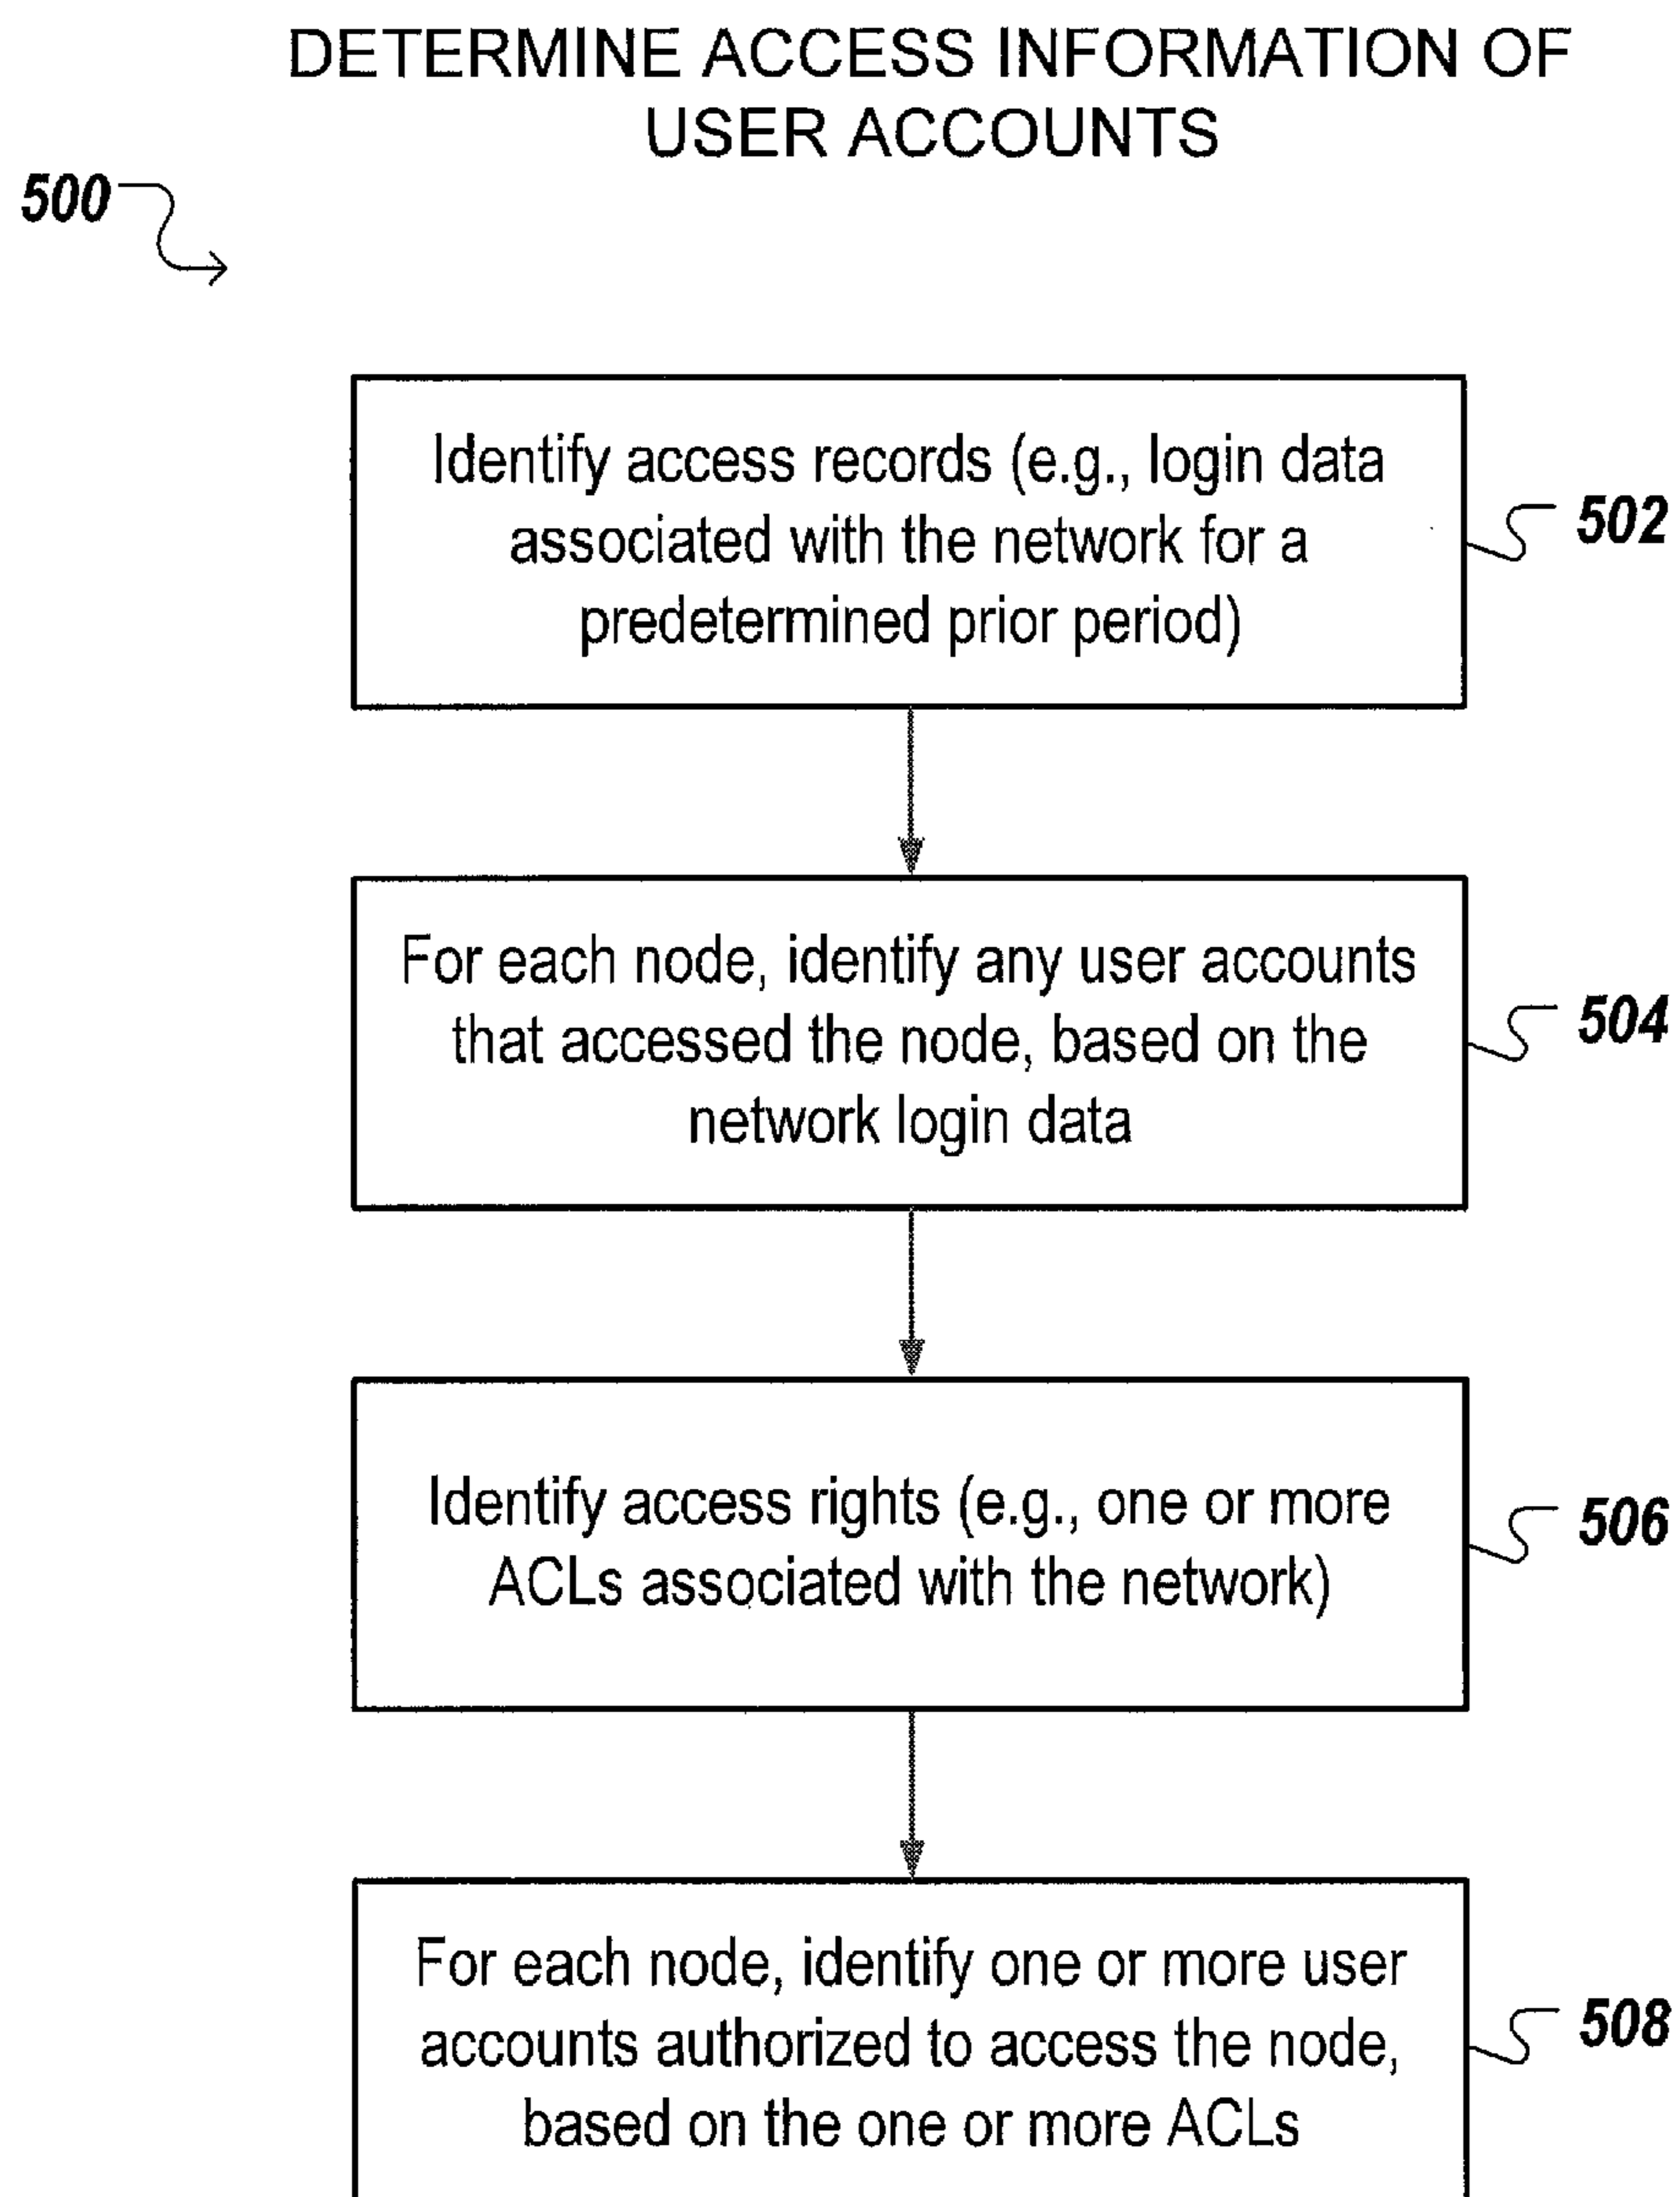 DETERMINE ACCESS INFORMATION OF
USER ACCOUNTS
500
Identify access records (e.g., login data
associated with the network for a
predetermined prior period)
502
For each node, identify any user accounts
that accessed the node, based on the
network login data
504
Identify access rights (e.g., one or more
ACLs associated with the network)
506
For each node, identify one or more user
accounts authorized to access the node,
based on the one or more ACLs
508